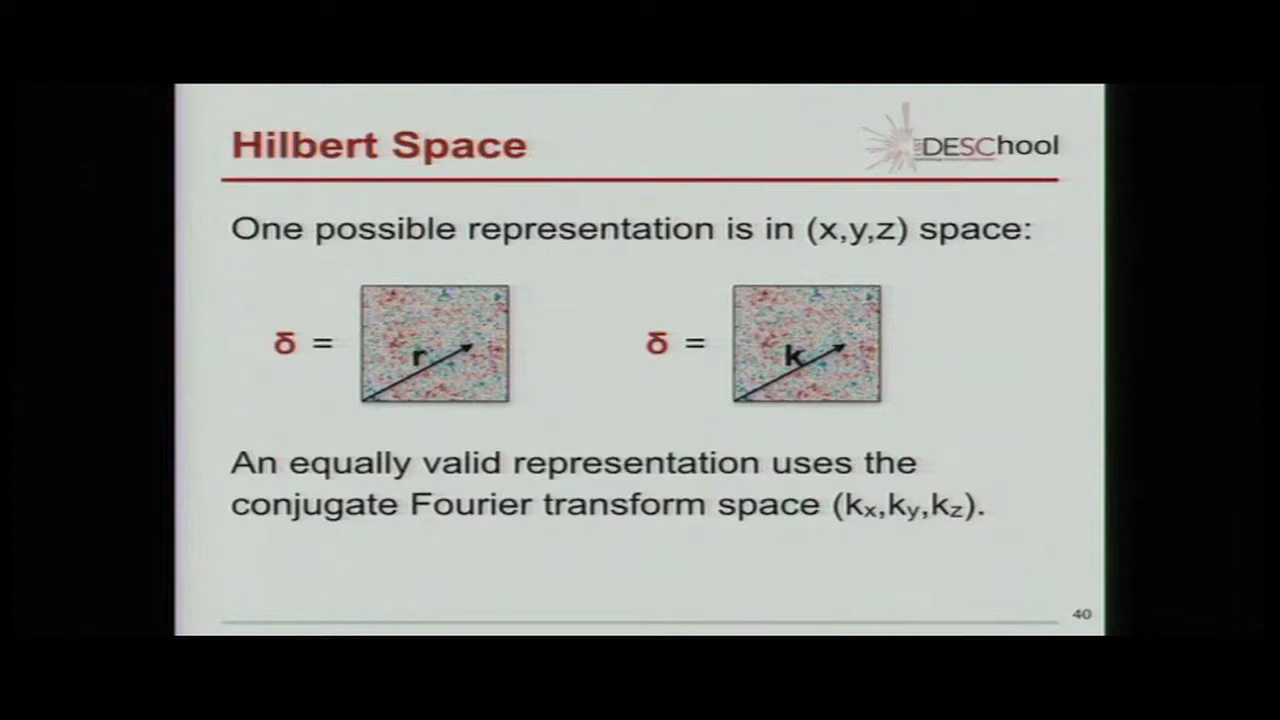 Hilbert Space
LSST DESChool
One possible representation is in (x,y,z) space:
δ =
r
δ =
k
An equally valid representation uses the
conjugate Fourier transform space (kx,ky,kz).
40